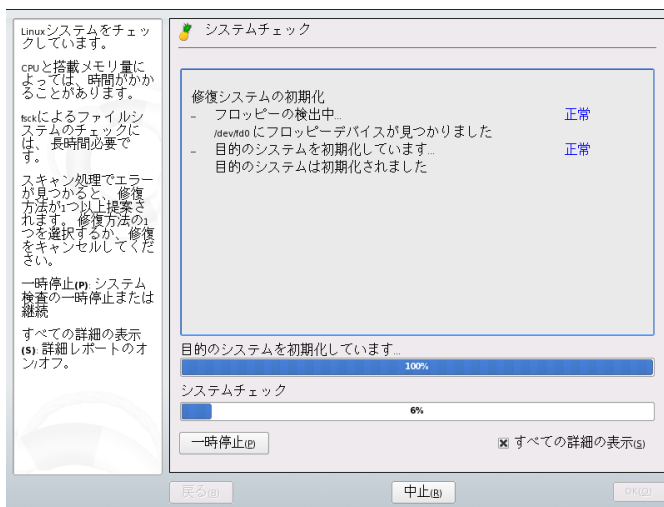 Linuxシステムをチェッ
クしています。
CPUと搭載メモリ量に
よっては、時間がかか
ることがあります。
fsckによるファイルシ
ステムのチェックに
は、長時間必要で
す。
スキャン処理でエラー
が見つかると、修復
方法が1つ以上提案さ
れます。修復方法の1
つを選択するか、修復
をキャンセルしてくだ
さい。
一時停止(P): システム
検査の一時停止または
継続
すべての詳細の表示
(S): 詳細レポートのオ
ン/オフ。
システムチェック
修復システムの初期化
– フロッピーの検出中... 正常
/dev/fd0 にフロッピーデバイスが見つかりました
– 目的のシステムを初期化しています... 正常
目的のシステムは初期化されました
目的のシステムを初期化しています...
100%
システムチェック
6%
一時停止(P)
すべての詳細の表示(S)
戻る(B)
中止(R)
OK(O)